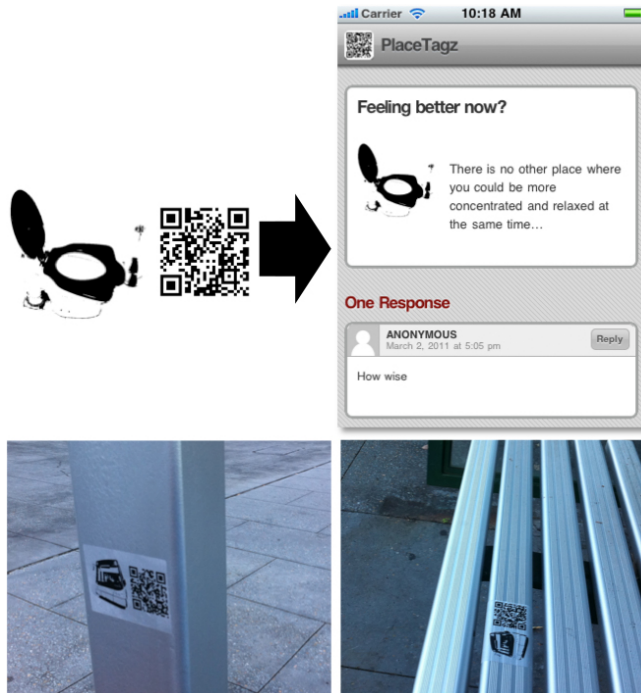 Carrier 10:18 AM
PlaceTagz
Feeling better now?
There is no other place where
you could be more
concentrated and relaxed at
the same time…
One Response
ANONYMOUS
March 2, 2011 at 5:05 pm
Reply
How wise